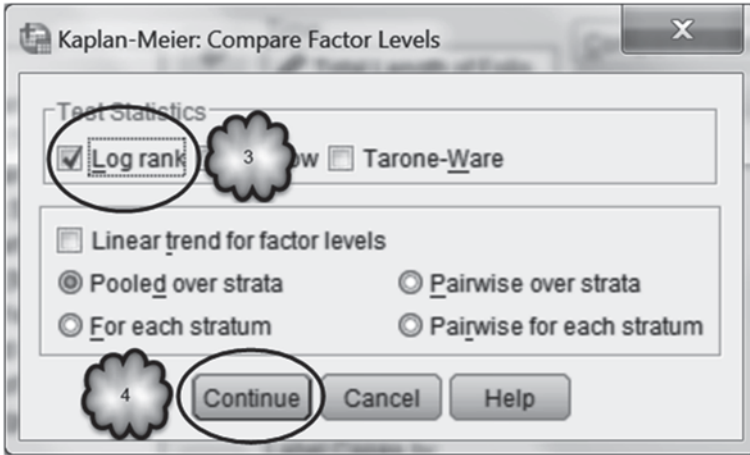 Kaplan-Meier: Compare Factor Levels
X
Test Statistics
Log rank 3 ow Tarone-Ware
Linear trend for factor levels
Pooled over strata Pairwise over strata
For each stratum Pairwise for each stratum
4 Continue Cancel Help